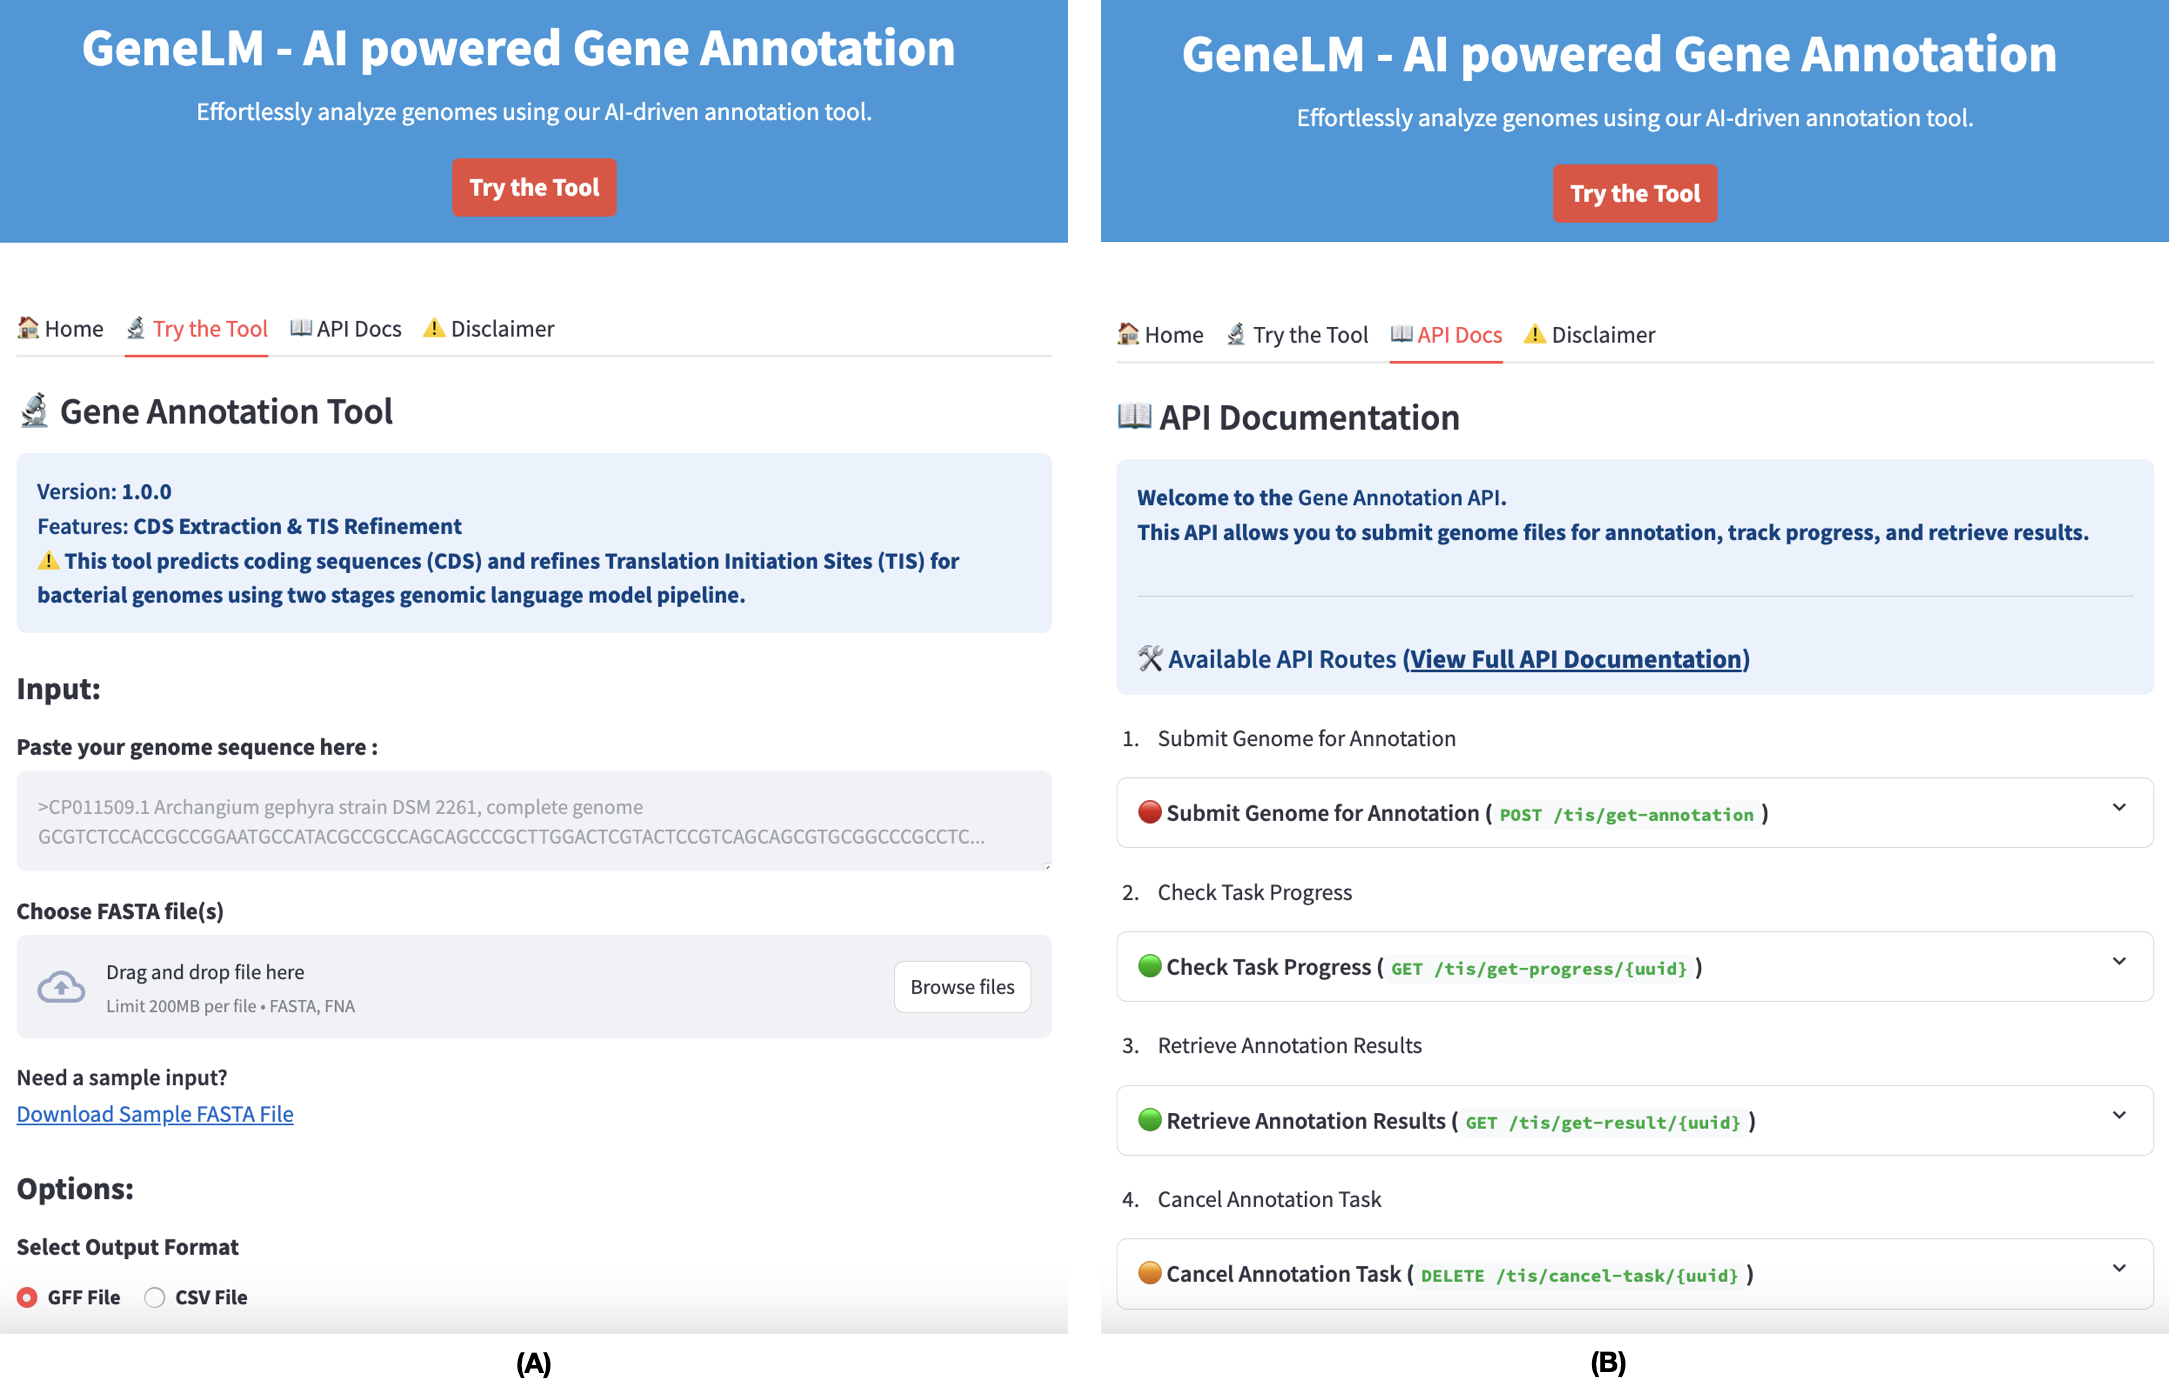 GeneLM - AI powered Gene Annotation
Effortlessly analyze genomes using our AI-driven annotation tool.
Try the Tool
Home Try the Tool API Docs Disclaimer
Gene Annotation Tool
Version: 1.0.0
Features: CDS Extraction & TIS Refinement
This tool predicts coding sequences (CDS) and refines Translation Initiation Sites (TIS) for
bacterial genomes using two stages genomic language model pipeline.
Input:
Paste your genome sequence here :
>CP011509.1 Archangium gephyra strain DSM 2261, complete genome
GCGTCTCCACCGCCGGAATGCCATACGCCGCCAGCAGCCCGCTTGGACTCGTACTCCGTCAGCAGCGTGCGGCCCGCCTC...
Choose FASTA file(s)
Drag and drop file here
Limit 200MB per file • FASTA, FNA
Browse files
Need a sample input?
Download Sample FASTA File
Options:
Select Output Format
GFF File CSV File
(A)
GeneLM - AI powered Gene Annotation
Effortlessly analyze genomes using our AI-driven annotation tool.
Try the Tool
Home Try the Tool API Docs Disclaimer
API Documentation
Welcome to the Gene Annotation API.
This API allows you to submit genome files for annotation, track progress, and retrieve results.
Available API Routes (View Full API Documentation)
1. Submit Genome for Annotation
Submit Genome for Annotation ( POST /tis/get-annotation )
2. Check Task Progress
Check Task Progress ( GET /tis/get-progress/{uuid} )
3. Retrieve Annotation Results
Retrieve Annotation Results ( GET /tis/get-result/{uuid} )
4. Cancel Annotation Task
Cancel Annotation Task ( DELETE /tis/cancel-task/{uuid} )
(B)